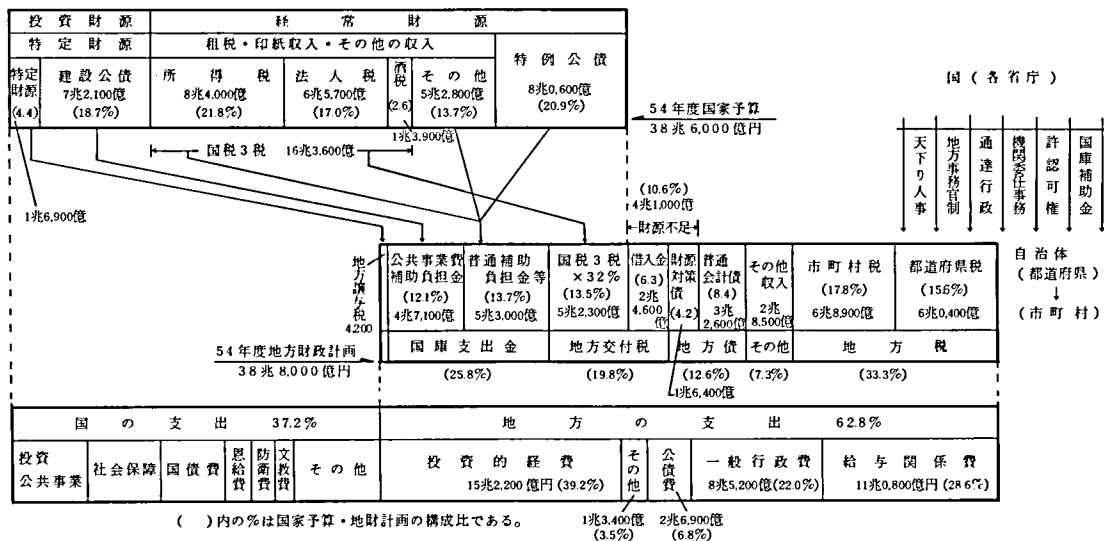 投資財源
経常財源
特定財源
租税・印紙収入・その他の収入
特例公債
8兆0,600億
(20.9%)
特定財源
(4.4)
建設公債
7兆2,100億
(18.7%)
所得税
8兆4,000億
(21.8%)
法人税
6兆5,700億
(17.0%)
酒税
(2.6)
その他
5兆2,800億
(13.7%)
1兆3,900億
国税3税 16兆3,600億
1兆6,900億
54年度国家予算
38兆6,000億円
国(各省庁)
天下り人事
地方事務官制
通達行政
機関委任事務
許認可権
国庫補助金
自治体
(都道府県)
↓
(市町村)
(10.6%)
4兆1,000億
財源不足
地方譲与税
4,200
公共事業費
補助負担金
(12.1%)
4兆7,100億
普通補助
負担金等
(13.7%)
5兆3,000億
国税3税
×32%
(13.5%)
5兆2,300億
借入金
(6.3)
2兆
4,600億
財源対策債
(4.2)
普通
会計債
(8.4)
3兆
2,600億
その他
収入
2兆
8,500億
市町村税
(17.8%)
6兆8,900億
都道府県税
(15.6%)
6兆0,400億
54年度地方財政計画
38兆8,000億円
国庫支出金
地方交付税
地方債
その他
地方税
(25.8%)
(19.8%)
(12.6%)
(7.3%)
(33.3%)
1兆6,400億
国の支出 37.2%
地方の支出 62.8%
投資
公共事業
社会保障
国債費
恩給費
防衛費
文教費
その他
投資的経費
15兆2,200億円(39.2%)
その他
公債費
一般行政費
8兆5,200億(22.0%)
給与関係費
11兆0,800億円(28.6%)
1兆3,400億
(3.5%)
2兆6,900億
(6.8%)
( )内の%は国家予算・地財計画の構成比である。